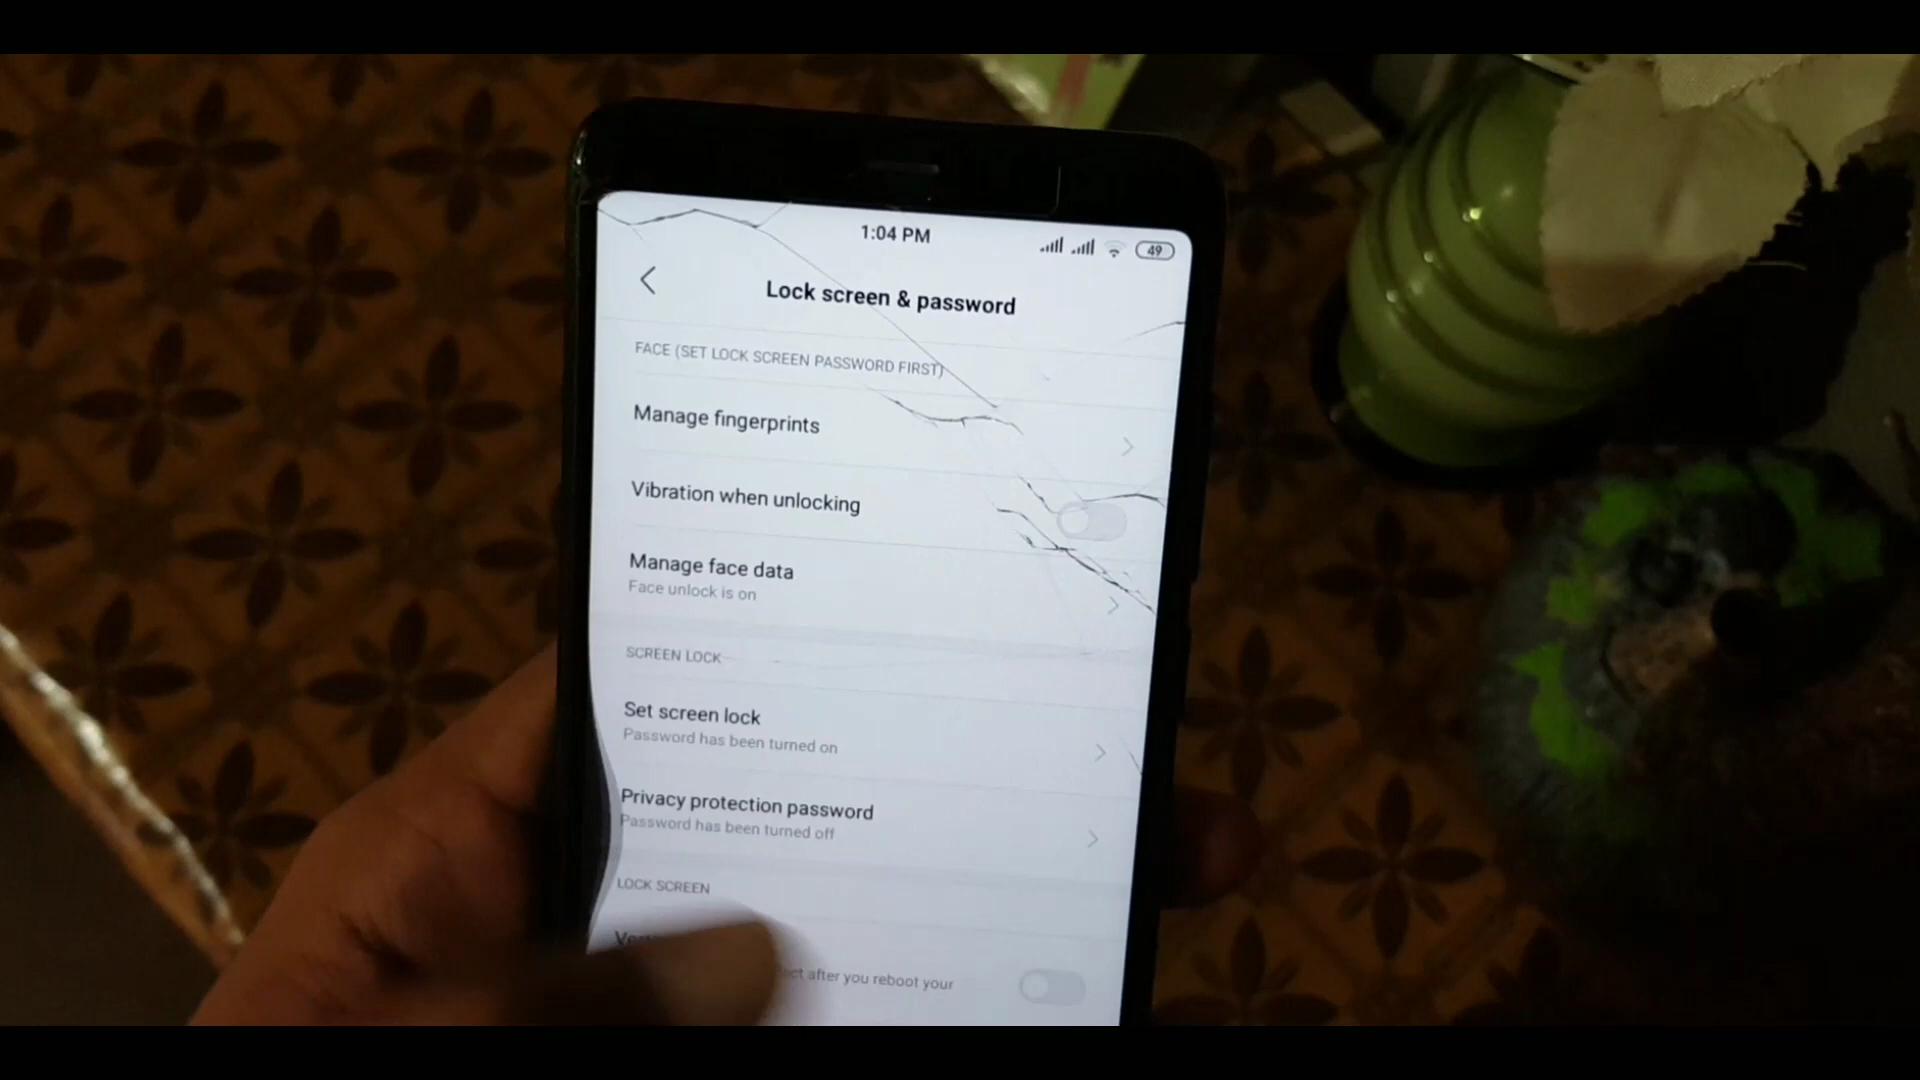 1:04 PM
49
Lock screen & password
FACE (SET LOCK SCREEN PASSWORD FIRST)
Manage fingerprints
Vibration when unlocking
Manage face data
Face unlock is on
SCREEN LOCK
Set screen lock
Password has been turned on
Privacy protection password
Password has been turned off
LOCK SCREEN
after you reboot your